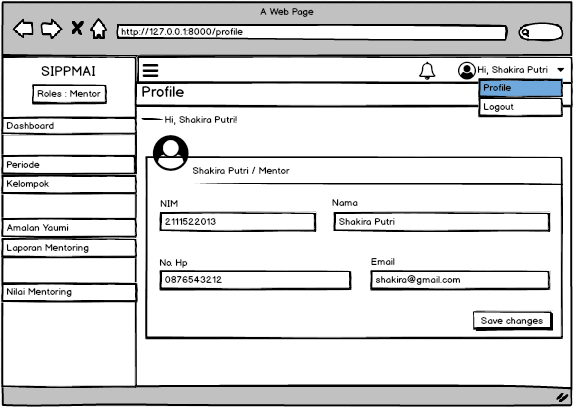 A Web Page
http://127.0.0.1:8000/profile
SIPPMAI
Roles : Mentor
Hi, Shakira Putri
Profile
Logout
Profile
Hi, Shakira Putri!
Dashboard
Periode
Kelompok
Amalan Yaumi
Laporan Mentoring
Nilai Mentoring
Shakira Putri / Mentor
NIM
Nama
2111522013
Shakira Putri
No. Hp
Email
0876543212
shakira@gmail.com
Save changes